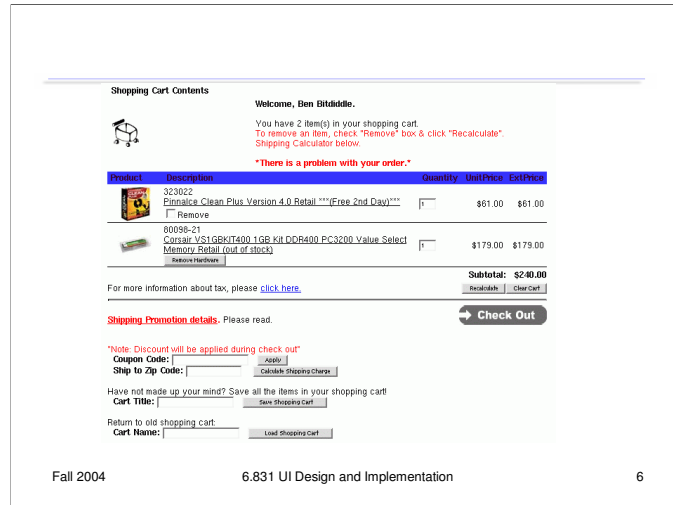 Shopping Cart Contents
Welcome, Ben Bitdiddle.
You have 2 item(s) in your shopping cart.
To remove an item, check "Remove" box & click "Recalculate".
Shipping Calculator below.
*There is a problem with your order.*
Product Description Quantity UnitPrice ExtPrice
323022
Pinnalce Clean Plus Version 4.0 Retail ***(Free 2nd Day)*** 1 $61.00 $61.00
Remove
80098-21
Corsair VS1GBKIT400 1GB Kit DDR400 PC3200 Value Select 1 $179.00 $179.00
Memory Retail (out of stock)
Remove Hardware
Subtotal: $240.00
For more information about tax, please click here. Recalculate Clear Cart
Shipping Promotion details. Please read. Check Out
"Note: Discount will be applied during check out"
Coupon Code: Apply
Ship to Zip Code: Calculate Shipping Charge
Have not made up your mind? Save all the items in your shopping cart!
Cart Title: Save Shopping Cart
Return to old shopping cart:
Cart Name: Load Shopping Cart
Fall 2004 6.831 UI Design and Implementation 6